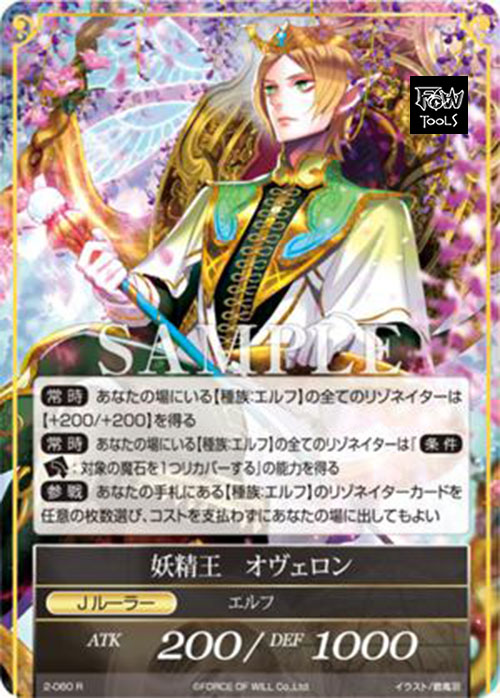 FOW
TOOLS
SAMPLE
常時 あなたの場にいる【種族:エルフ】の全てのリゾネイターは
【+200/+200】を得る
常時 あなたの場にいる【種族:エルフ】の全てのリゾネイターは「 条件
:対象の魔石を1つリカバーする」の能力を得る
参戦 あなたの手札にある【種族:エルフ】のリゾネイターカードを
任意の枚数選び、コストを支払わずにあなたの場に出してもよい
妖精王 オヴェロン
Jルーラー エルフ
ATK 200/ DEF 1000
2-060 R ©FORCE OF WILL Co.,Ltd. イラスト/碧風羽